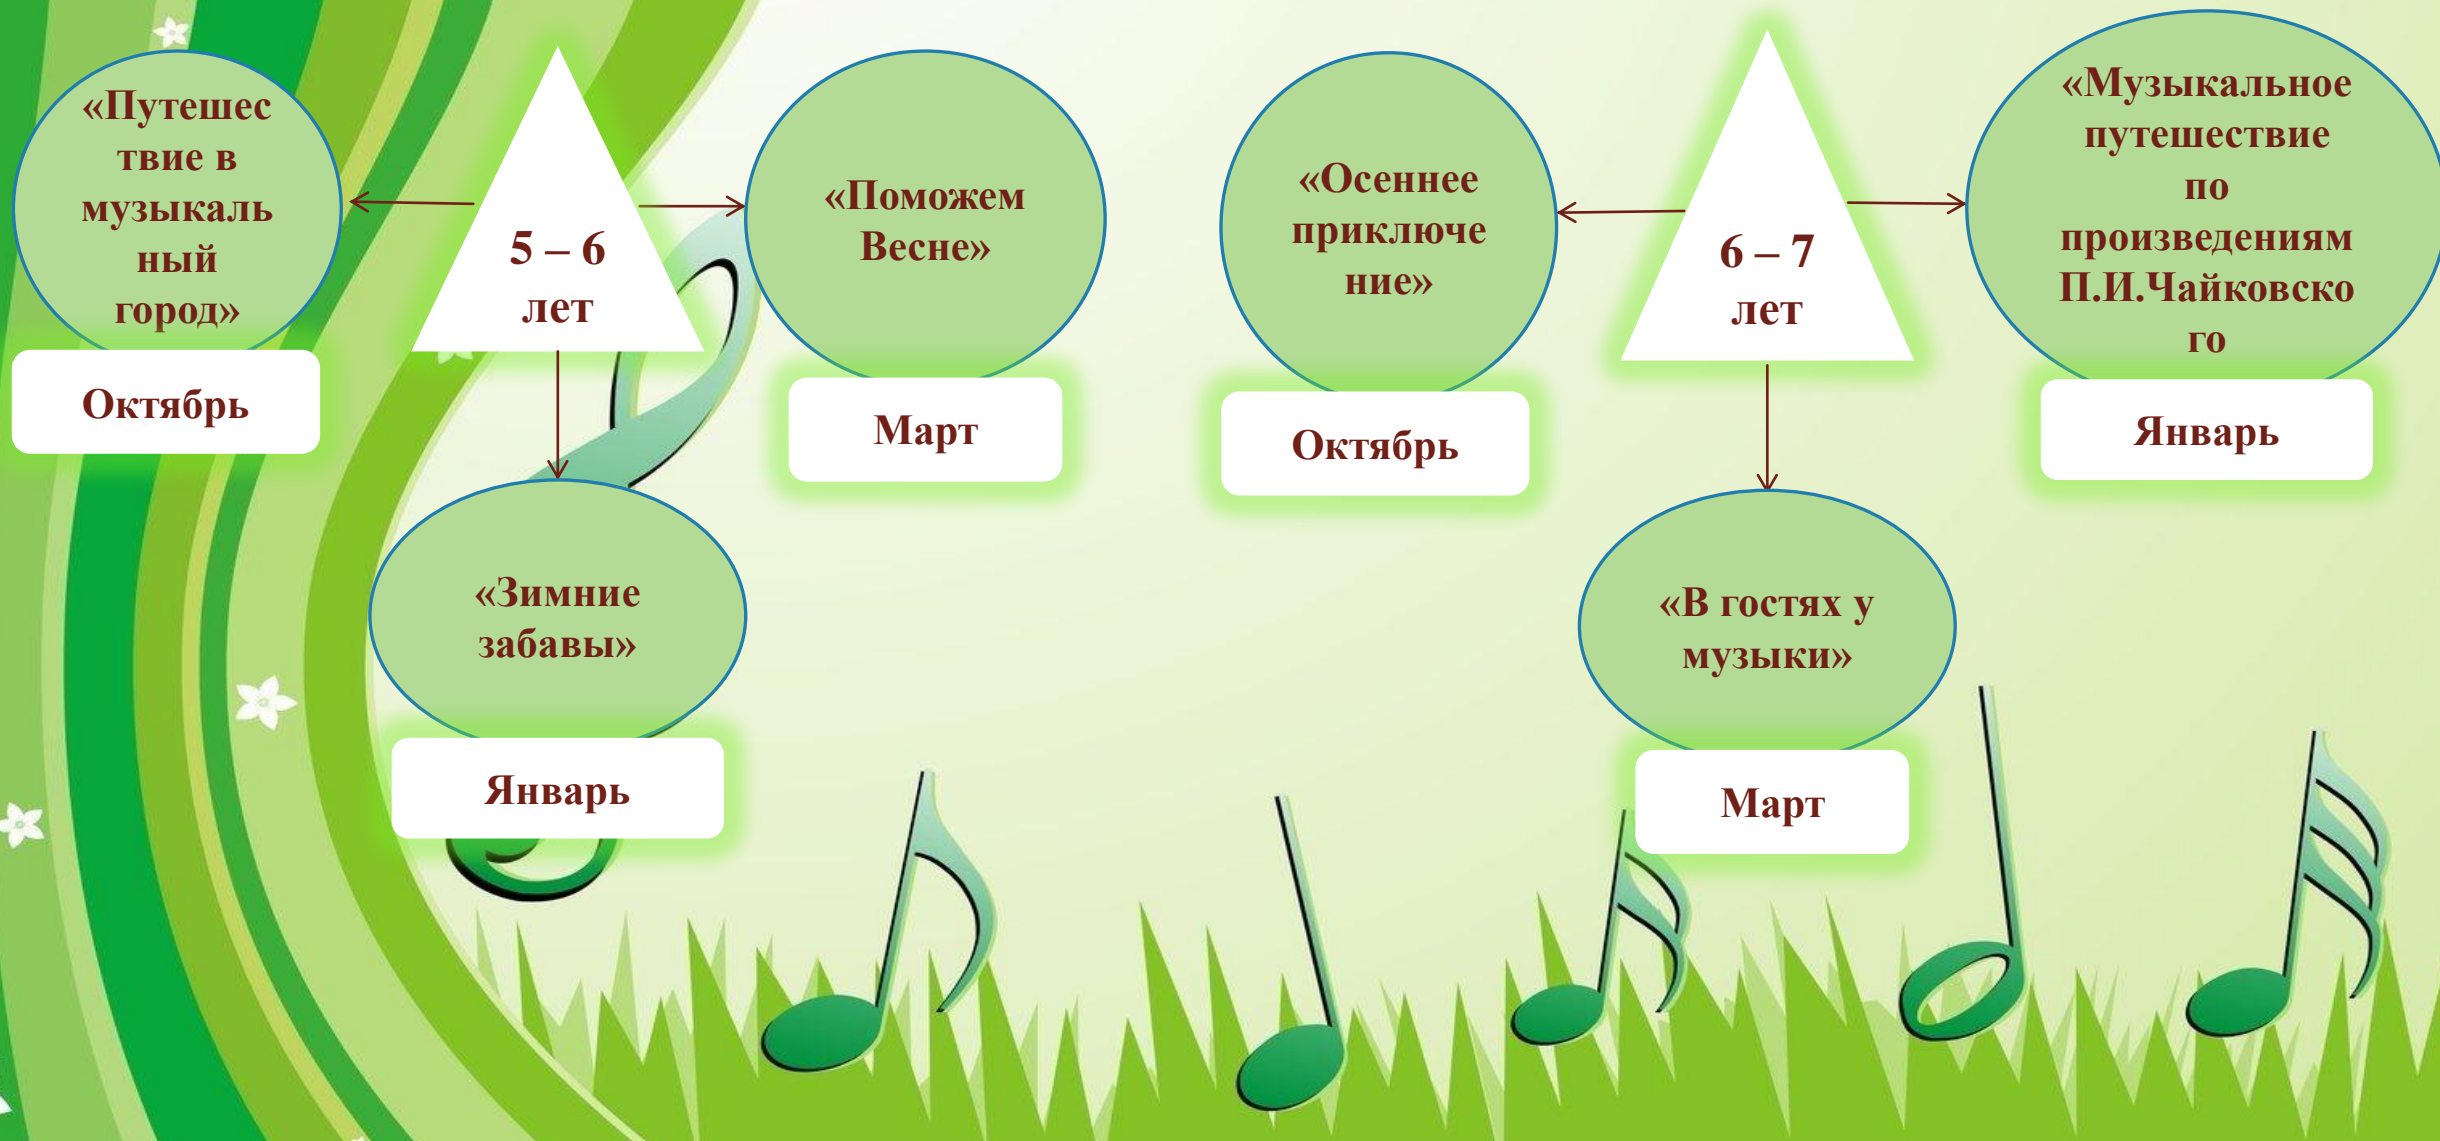 «Путешес
твие в
музыкаль
ный
город»
Октябрь
5 – 6
лет
«Поможем
Весне»
Март
«Зимние
забавы»
Январь
«Осеннее
приключе
ние»
Октябрь
6 – 7
лет
«Музыкальное
путешествие
по
произведениям
П.И.Чайковско
го
Январь
«В гостях у
музыки»
Март